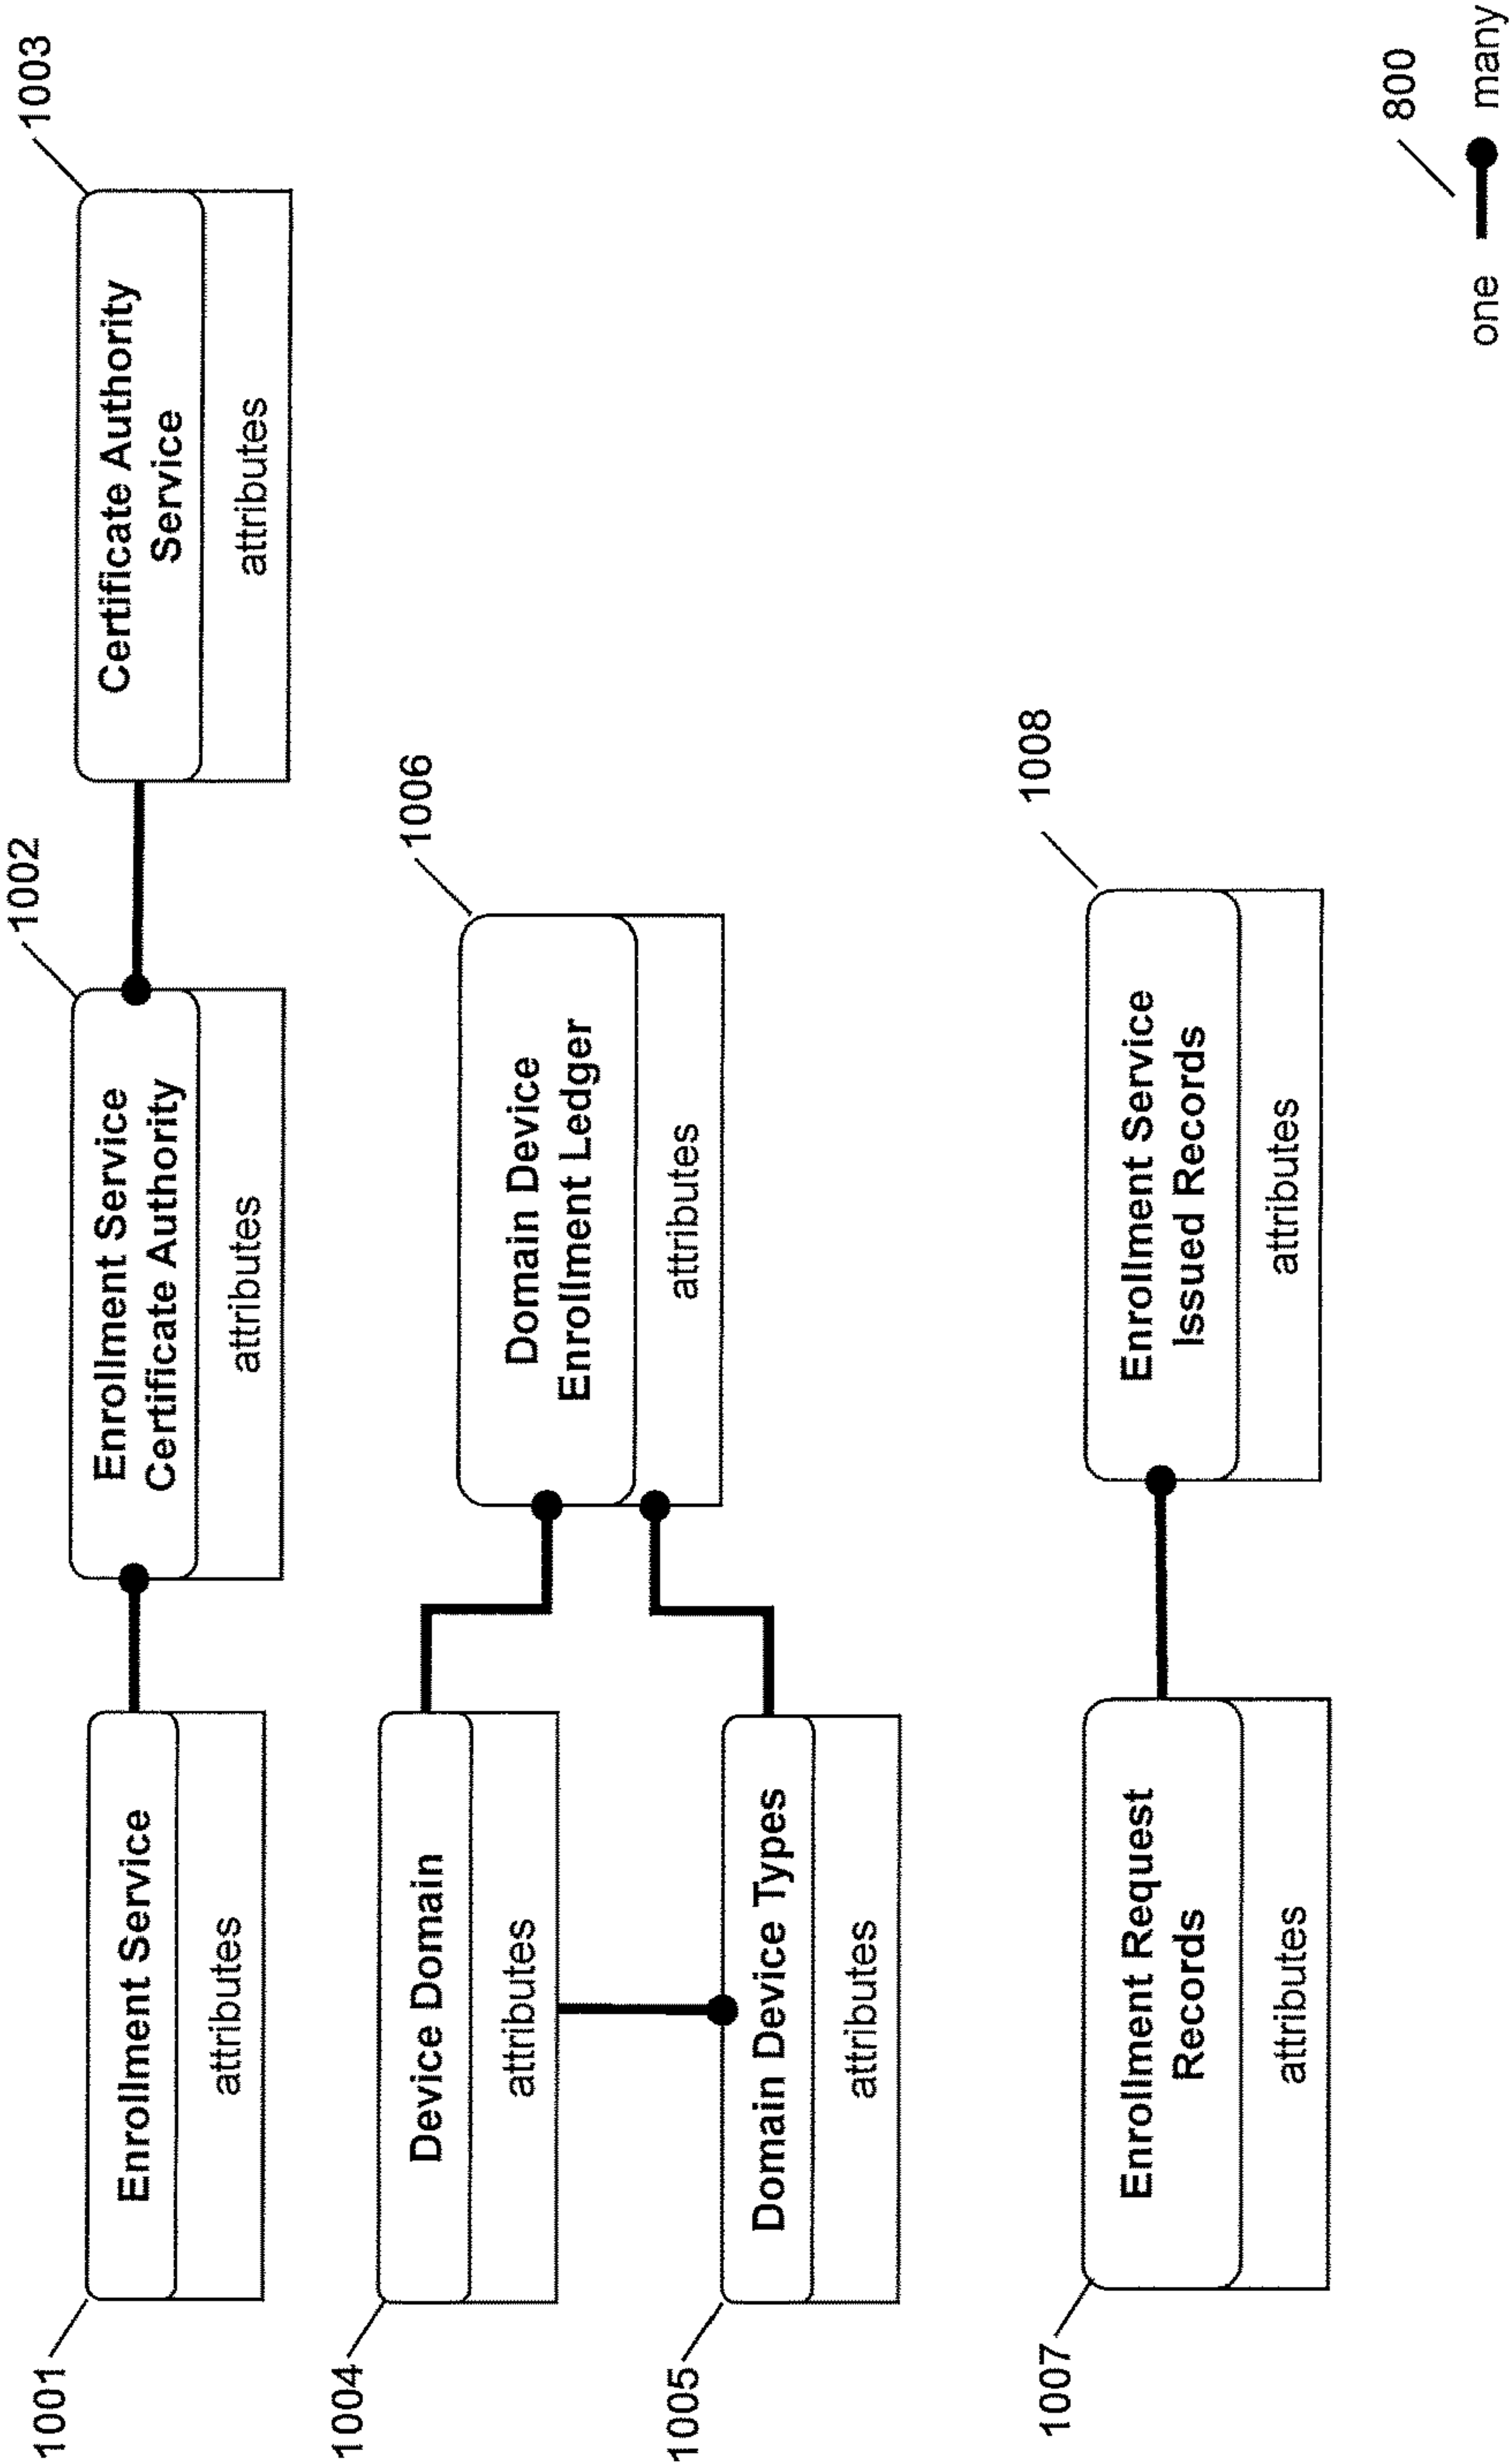 1001
Enrollment Service
attributes
1002
Enrollment Service
Certificate Authority
attributes
1003
Certificate Authority
Service
attributes
1004
Device Domain
attributes
1005
Domain Device Types
attributes
1006
Domain Device
Enrollment Ledger
attributes
1007
Enrollment Request
Records
attributes
1008
Enrollment Service
Issued Records
attributes
800
one many